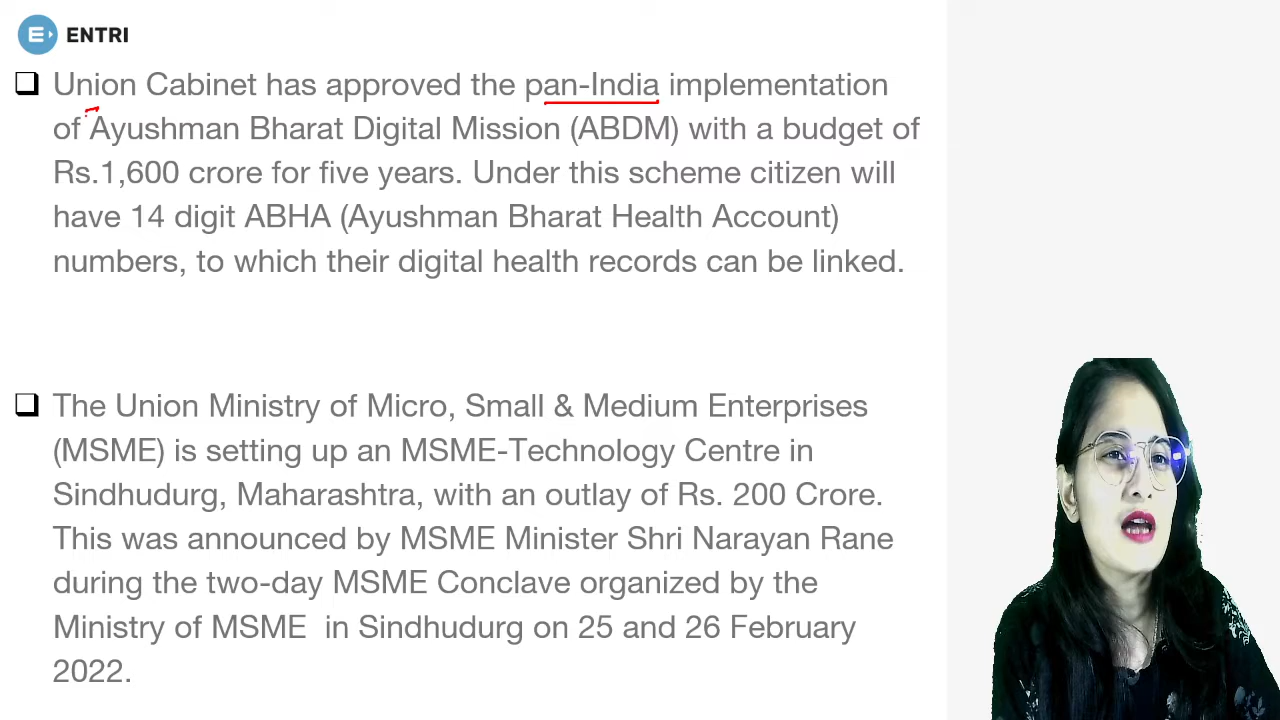 ENTRI
Union Cabinet has approved the pan-India implementation
of Ayushman Bharat Digital Mission (ABDM) with a budget of
Rs.1,600 crore for five years. Under this scheme citizen will
have 14 digit ABHA (Ayushman Bharat Health Account)
numbers, to which their digital health records can be linked.
The Union Ministry of Micro, Small & Medium Enterprises
(MSME) is setting up an MSME-Technology Centre in
Sindhudurg, Maharashtra, with an outlay of Rs. 200 Crore.
This was announced by MSME Minister Shri Narayan Rane
during the two-day MSME Conclave organized by the
Ministry of MSME  in Sindhudurg on 25 and 26 February
2022.